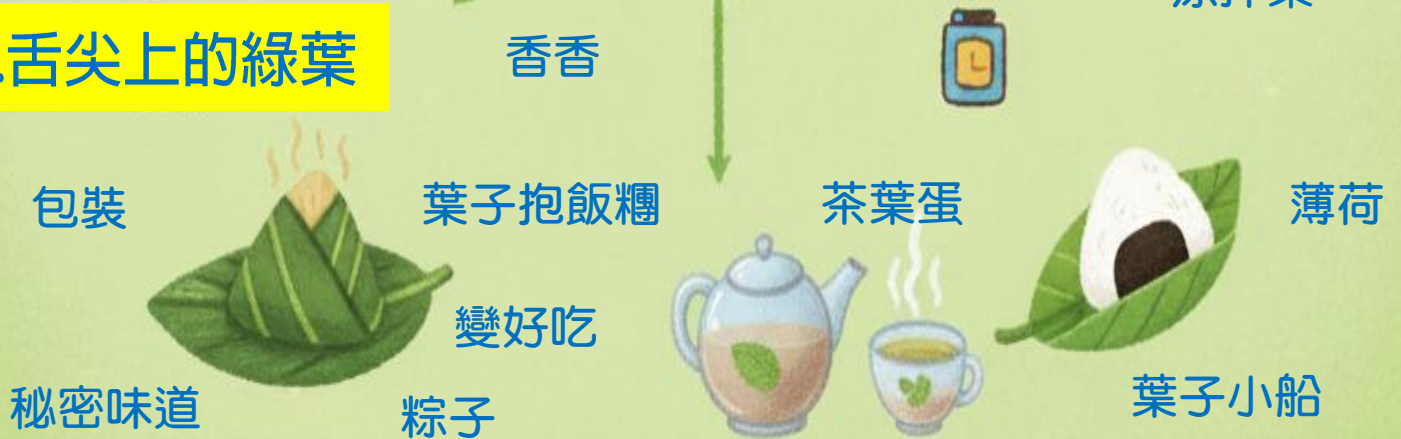 舌尖上的綠葉
香香
包裝
葉子抱飯糰
茶葉蛋
薄荷
變好吃
秘密味道
粽子
葉子小船